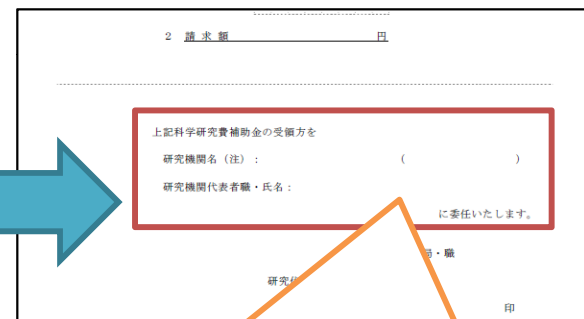 2 請求額 円
上記科学研究費補助金の受領方を
研究機関名(注): ( )
研究機関代表者職・氏名:
に委任いたします。
局・職
研究
印